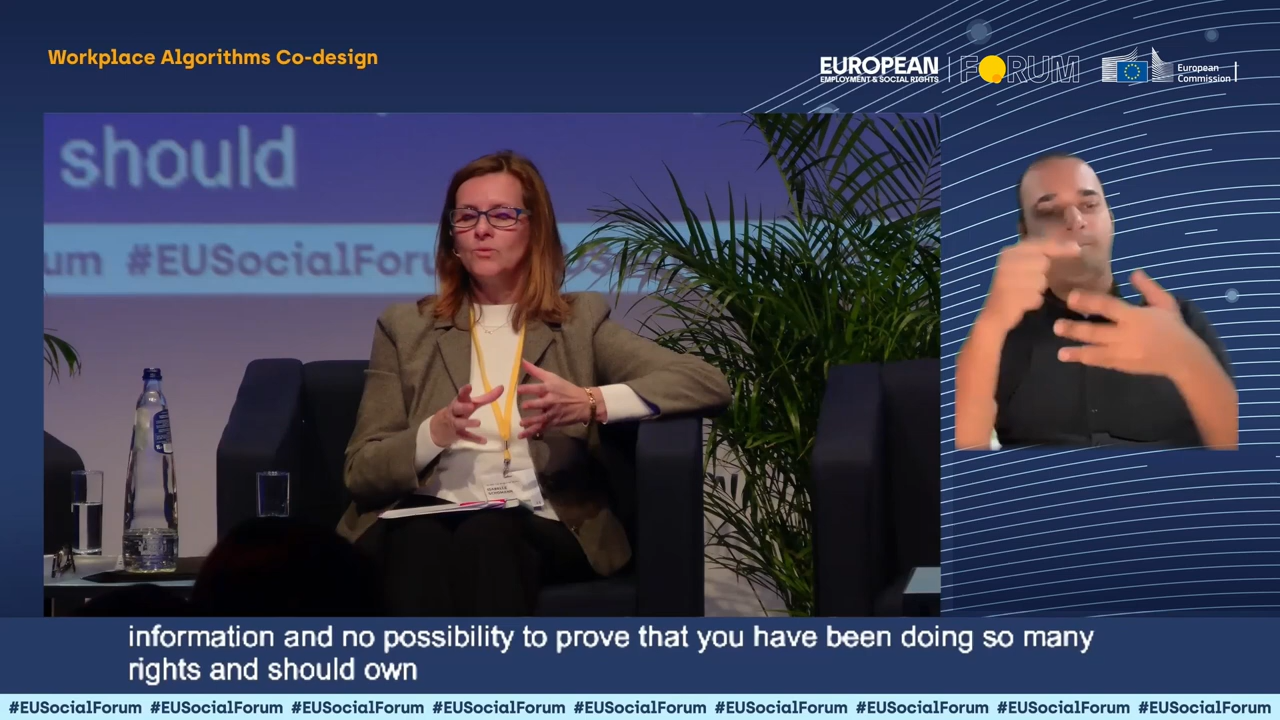 Workplace Algorithms Co-design
EUROPEAN
EMPLOYMENT & SOCIAL RIGHTS
FORUM
European
Commission
should
um #EUSocialForu
information and no possibility to prove that you have been doing so many
rights and should own
#EUSocialForum #EUSocialForum #EUSocialForum #EUSocialForum #EUSocialForum #EUSocialForum #EUSocialForum #EUSocialForum #EUSocialForum